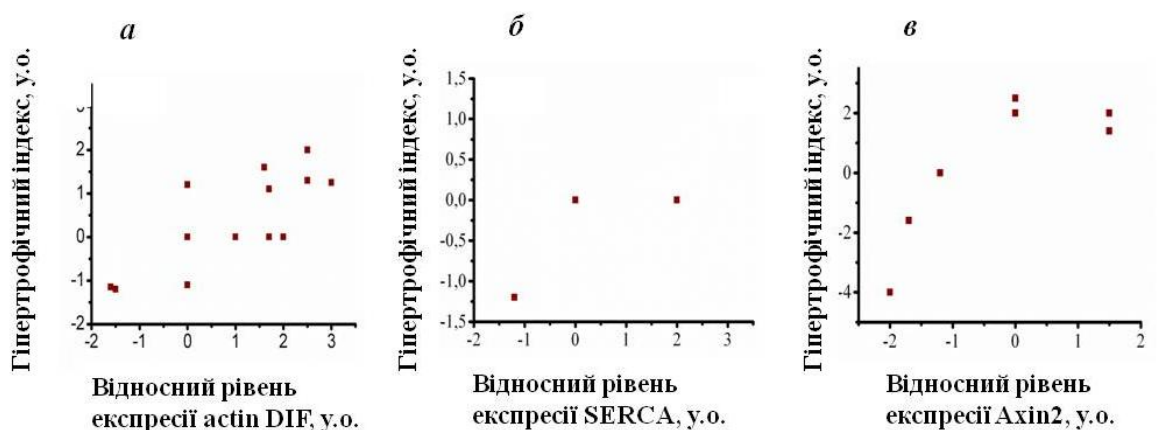 а
Гіпертрофічний індекс, у.о.
2
1
0
-1
-2
-2 -1 0 1 2 3
Відносний рівень
експресії actin DIF, у.о.
б
Гіпертрофічний індекс, у.о.
1,5
1,0
0,5
0,0
-0,5
-1,0
-1,5
-2 -1 0 1 2 3
Відносний рівень
експресії SERCA, у.о.
в
Гіпертрофічний індекс, у.о.
2
0
-2
-4
-2 -1 0 1 2
Відносний рівень
експресії Axin2, у.о.